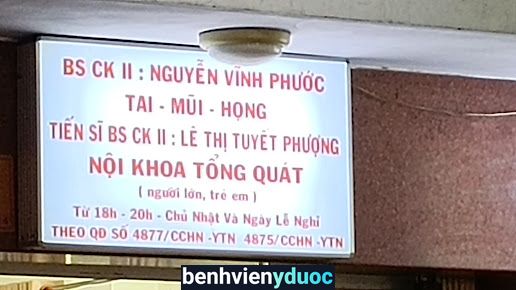 BS CK II : NGUYỄN VĨNH PHƯỚC
TAI - MŨI - HỌNG
TIẾN SĨ BS CK II : LÊ THỊ TUYẾT PHƯỢNG
NỘI KHOA TỔNG QUÁT
( người lớn, trẻ em )
Từ 18h - 20h - Chủ Nhật Và Ngày Lễ Nghỉ
THEO QD SỐ 4877/CCHN -YTN 4875/CCHN -YTN
benhvienyduoc